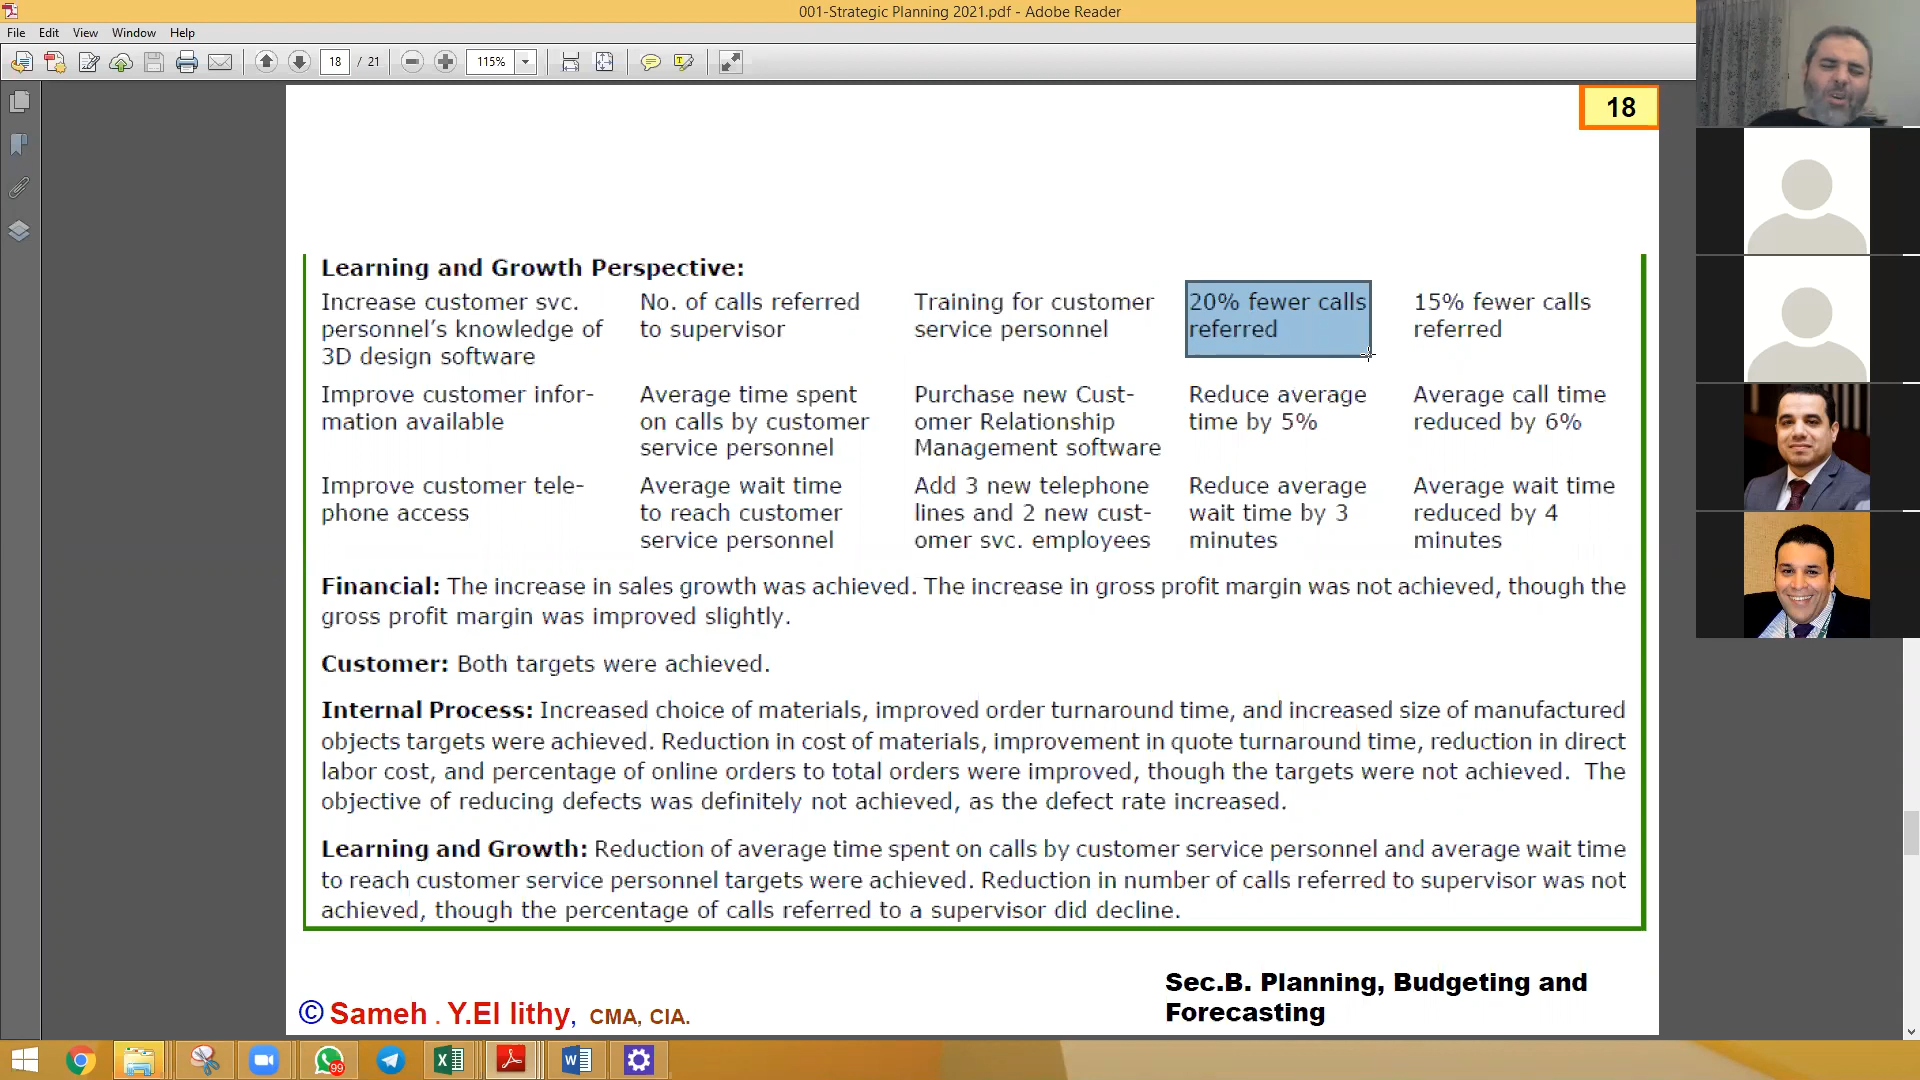 001-Strategic Planning 2021.pdf - Adobe Reader
File Edit View Window Help
18 / 21 115%
18
Learning and Growth Perspective:
Increase customer svc. No. of calls referred Training for customer 20% fewer calls 15% fewer calls
personnel's knowledge of to supervisor service personnel referred referred
3D design software
Improve customer infor- Average time spent Purchase new Cust- Reduce average Average call time
mation available on calls by customer omer Relationship time by 5% reduced by 6%
service personnel Management software
Improve customer tele- Average wait time Add 3 new telephone Reduce average Average wait time
phone access to reach customer lines and 2 new cust- wait time by 3 reduced by 4
service personnel omer svc. employees minutes minutes
Financial: The increase in sales growth was achieved. The increase in gross profit margin was not achieved, though the
gross profit margin was improved slightly.
Customer: Both targets were achieved.
Internal Process: Increased choice of materials, improved order turnaround time, and increased size of manufactured
objects targets were achieved. Reduction in cost of materials, improvement in quote turnaround time, reduction in direct
labor cost, and percentage of online orders to total orders were improved, though the targets were not achieved. The
objective of reducing defects was definitely not achieved, as the defect rate increased.
Learning and Growth: Reduction of average time spent on calls by customer service personnel and average wait time
to reach customer service personnel targets were achieved. Reduction in number of calls referred to supervisor was not
achieved, though the percentage of calls referred to a supervisor did decline.
Sec.B. Planning, Budgeting and
Forecasting
© Sameh . Y.El lithy, CMA, CIA.
99